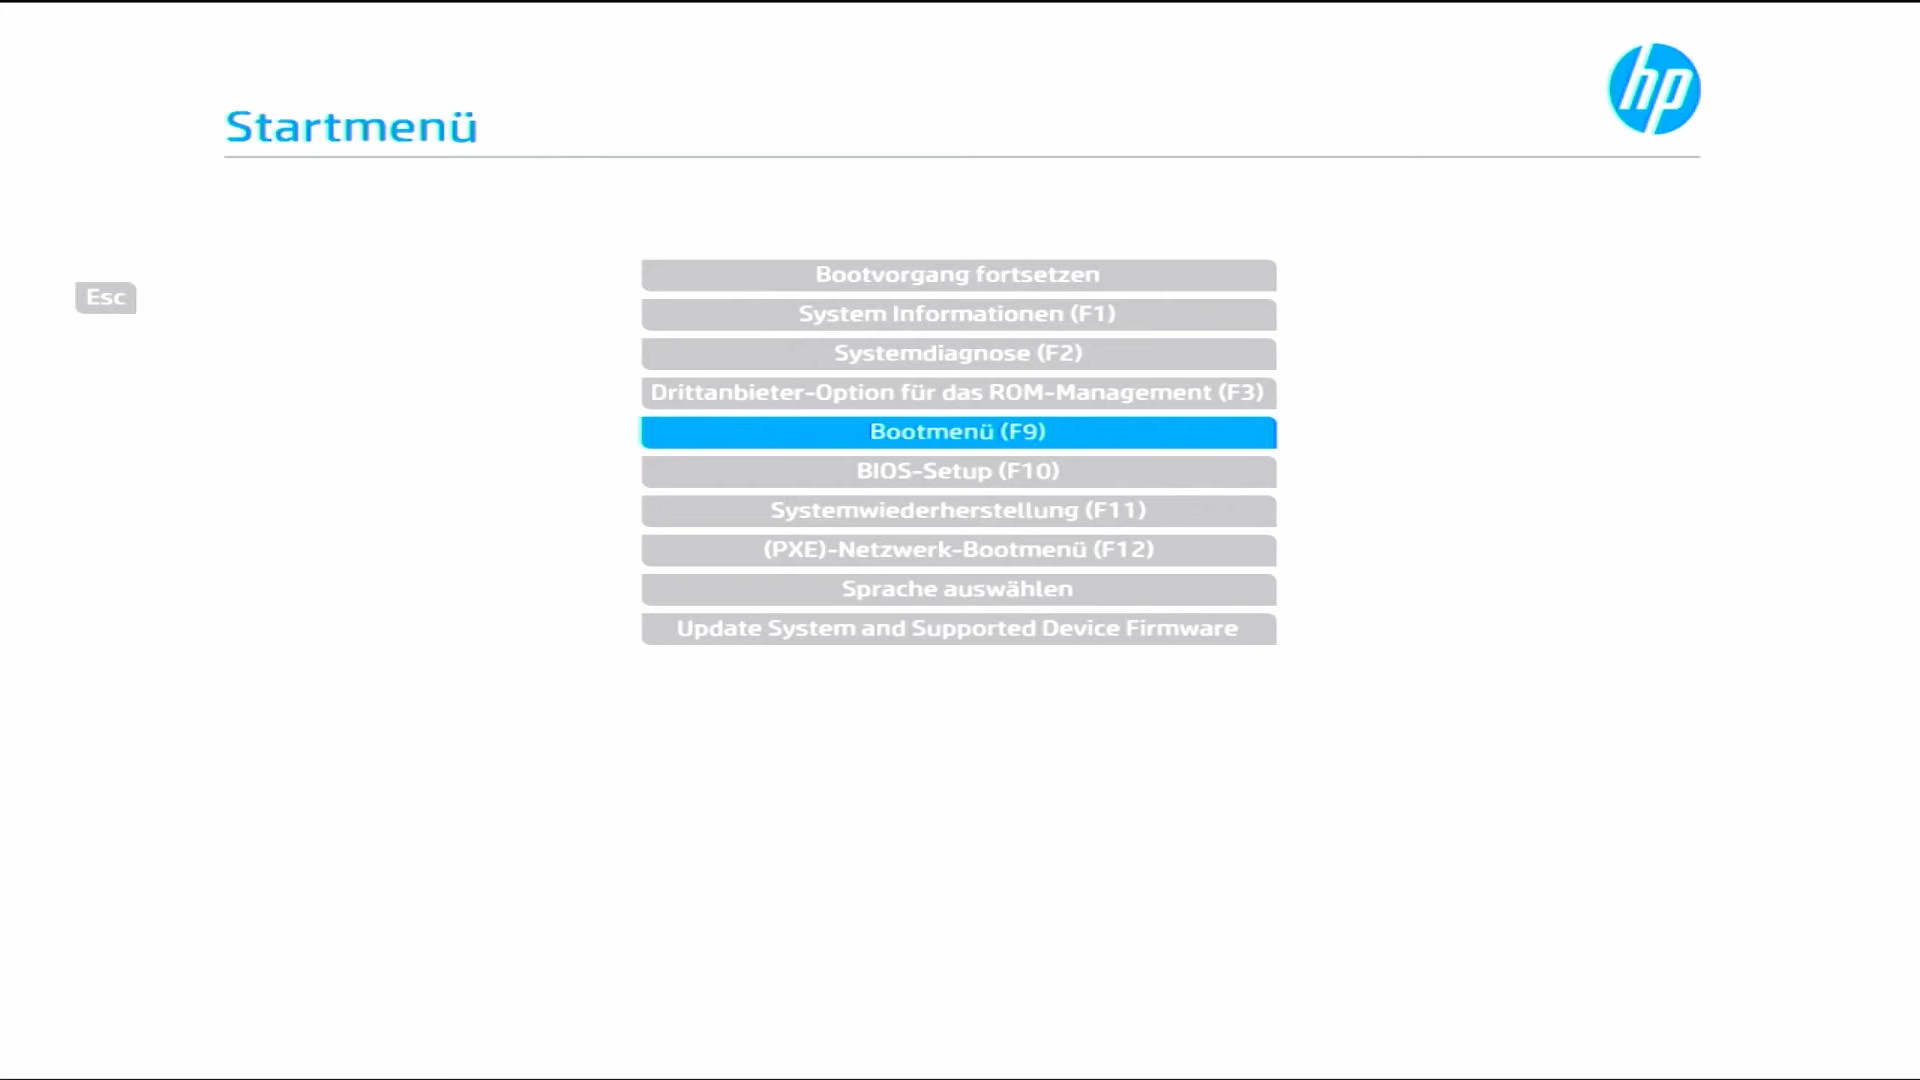 hp
Startmenü
Esc
Bootvorgang fortsetzen
System Informationen (F1)
Systemdiagnose (F2)
Drittanbieter-Option für das ROM-Management (F3)
Bootmenü (F9)
BIOS-Setup (F10)
Systemwiederherstellung (F11)
(PXE)-Netzwerk-Bootmenü (F12)
Sprache auswählen
Update System and Supported Device Firmware